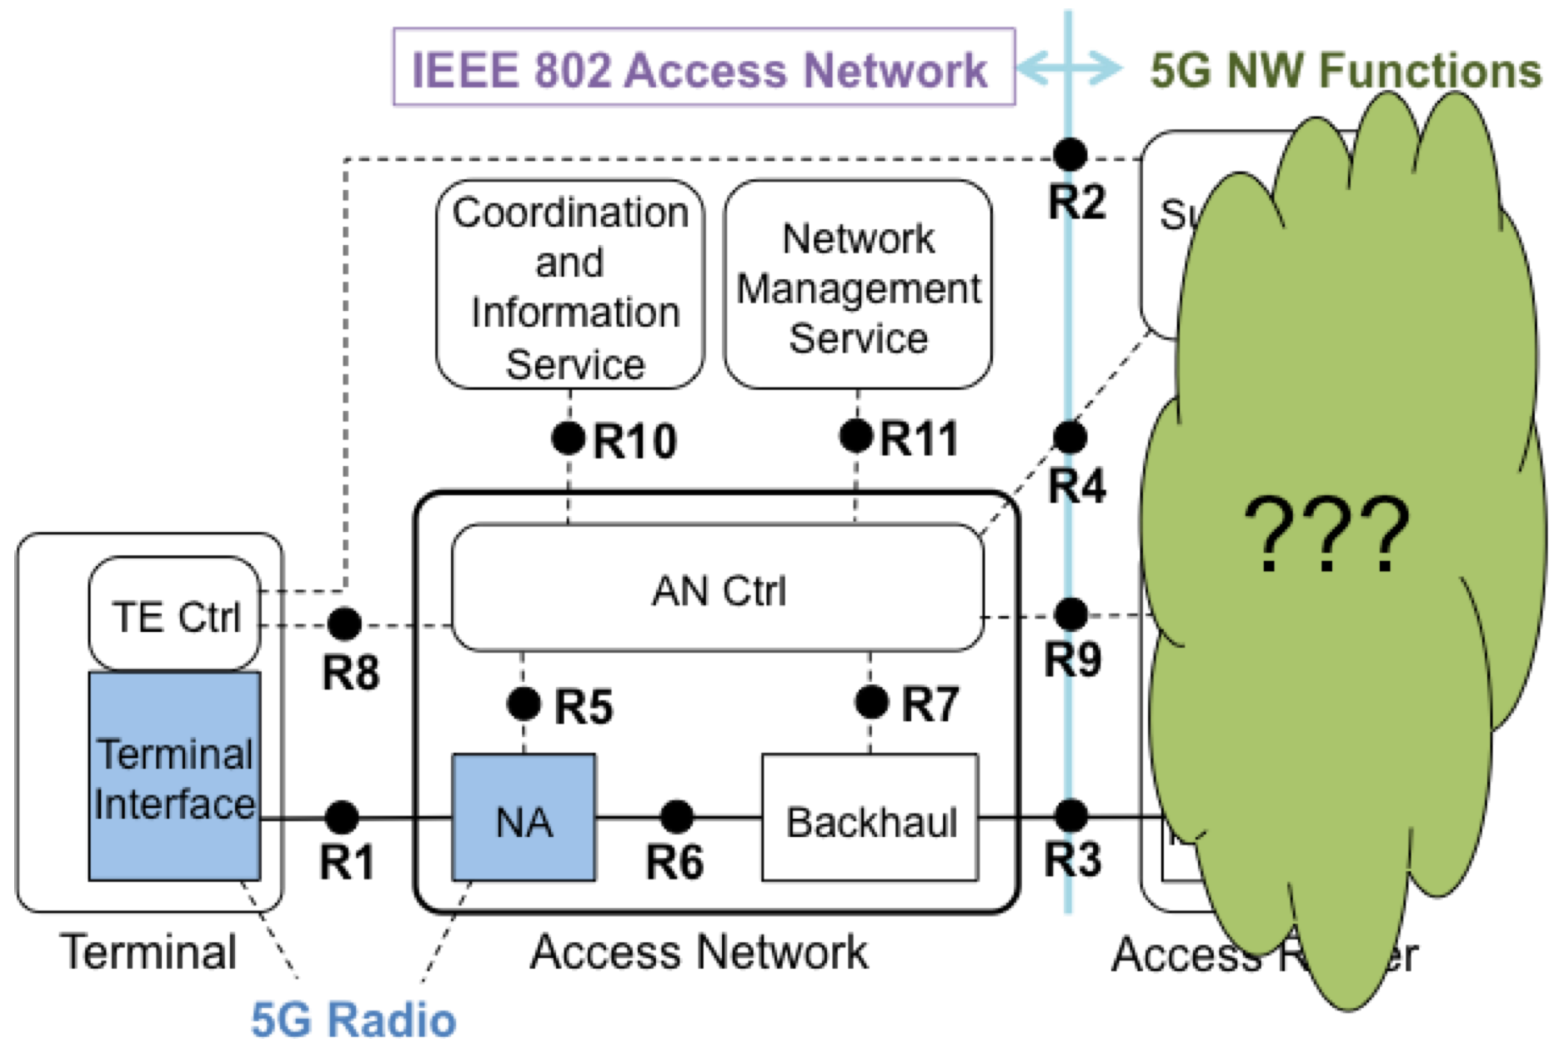 IEEE 802 Access Network
5G NW Functions
R2
Coordination
and
Information
Service
Network
Management
Service
R10
R11
R4
???
AN Ctrl
TE Ctrl
R8
R9
R5
R7
Terminal
Interface
NA
Backhaul
R1
R6
R3
Terminal
Access Network
Access
5G Radio